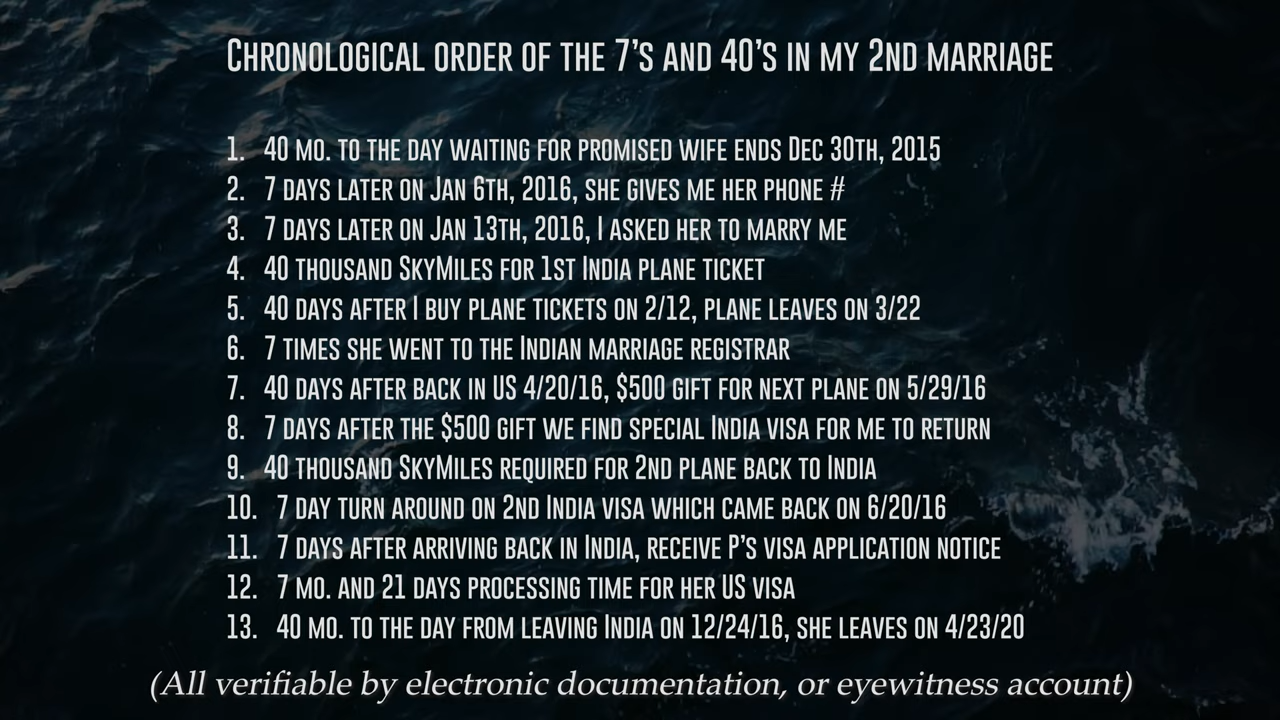 Chronological order of the 7's and 40's in my 2nd marriage
1. 40 mo. to the day waiting for promised wife ends Dec 30th, 2015
2. 7 days later on Jan 6th, 2016, she gives me her phone #
3. 7 days later on Jan 13th, 2016, I asked her to marry me
4. 40 thousand SkyMiles for 1st India plane ticket
5. 40 days after I buy plane tickets on 2/12, plane leaves on 3/22
6. 7 times she went to the Indian marriage registrar
7. 40 days after back in US 4/20/16, $500 gift for next plane on 5/29/16
8. 7 days after the $500 gift we find special India visa for me to return
9. 40 thousand SkyMiles required for 2nd plane back to India
10. 7 day turn around on 2nd India visa which came back on 6/20/16
11. 7 days after arriving back in India, receive P's visa application notice
12. 7 mo. and 21 days processing time for her US visa
13. 40 mo. to the day from leaving India on 12/24/16, she leaves on 4/23/20
(All verifiable by electronic documentation, or eyewitness account)